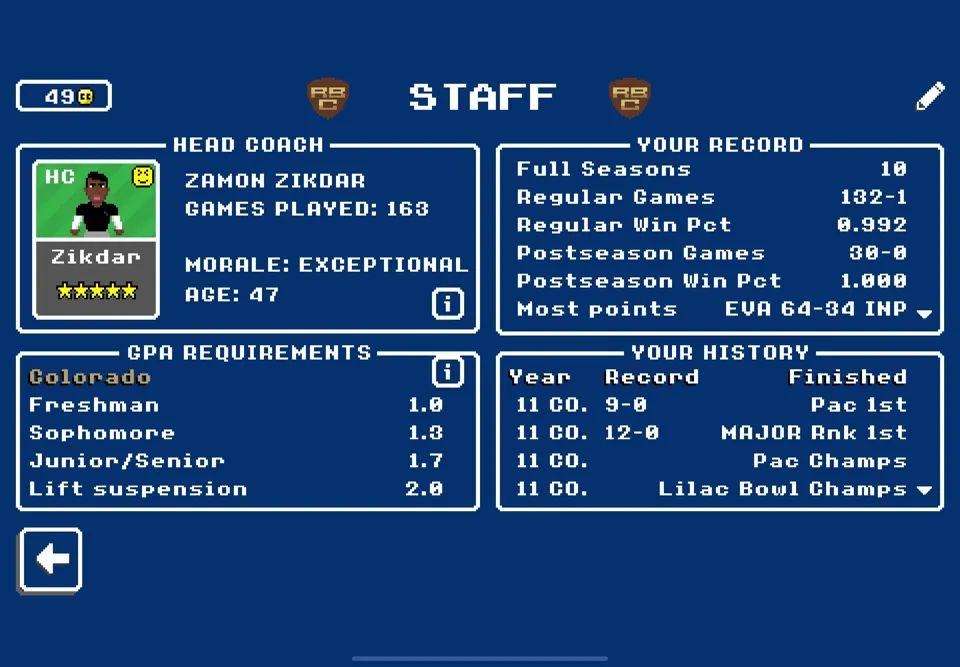 49
RB
C
STAFF
RB
C
HEAD COACH
HC
Zikdar
ZAMON ZIKDAR
GAMES PLAYED: 163
MORALE: EXCEPTIONAL
AGE: 47
i
YOUR RECORD
Full Seasons 10
Regular Games 132-1
Regular Win Pct 0.992
Postseason Games 30-0
Postseason Win Pct 1.000
Most points EVA 64-34 INP
GPA REQUIREMENTS
Colorado
i
Freshman 1.0
Sophomore 1.3
Junior/Senior 1.7
Lift suspension 2.0
YOUR HISTORY
Year Record Finished
11 CO. 9-0 Pac 1st
11 CO. 12-0 MAJOR Rnk 1st
11 CO. Pac Champs
11 CO. Lilac Bowl Champs